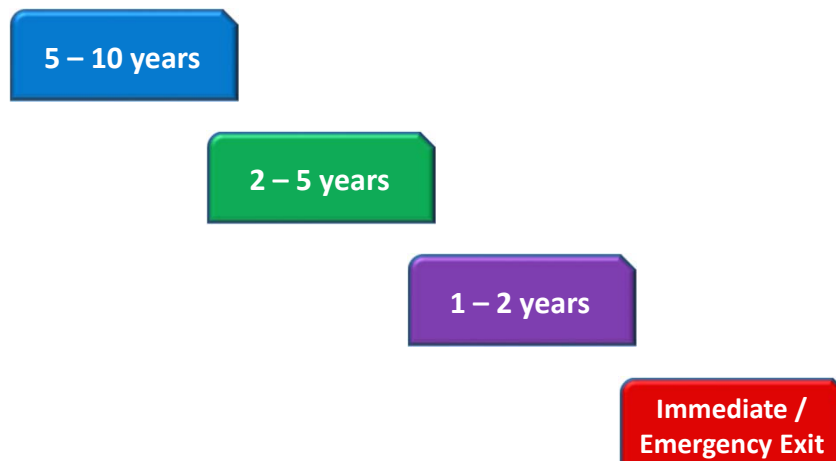 5 – 10 years
2 – 5 years
1 – 2 years
Immediate /
Emergency Exit